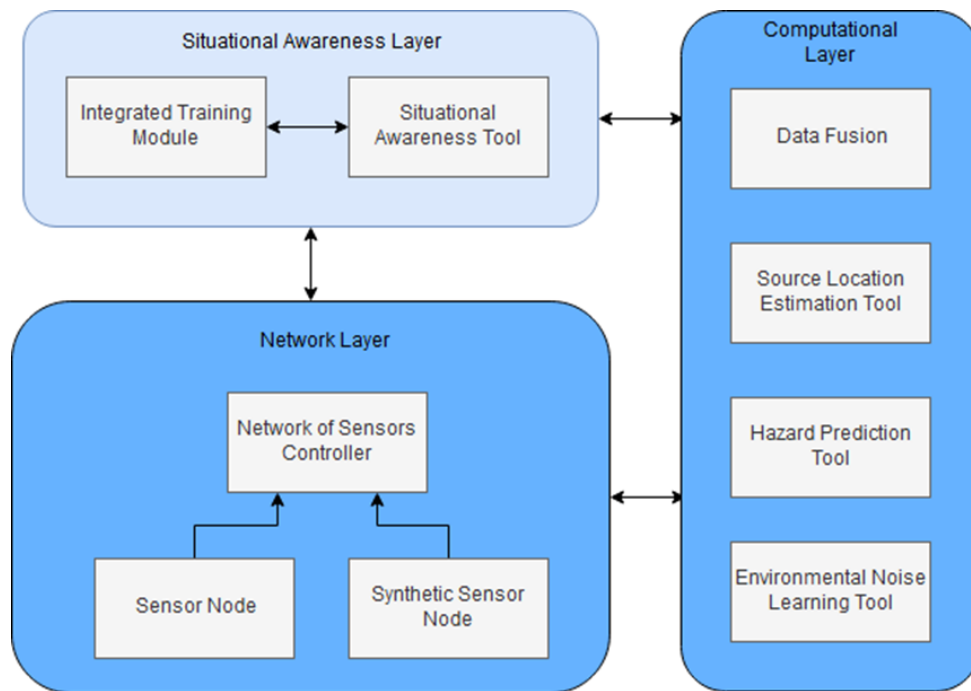 Situational Awareness Layer
Integrated Training
Module
Situational
Awareness Tool
Network Layer
Network of Sensors
Controller
Sensor Node
Synthetic Sensor
Node
Computational
Layer
Data Fusion
Source Location
Estimation Tool
Hazard Prediction
Tool
Environmental Noise
Learning Tool